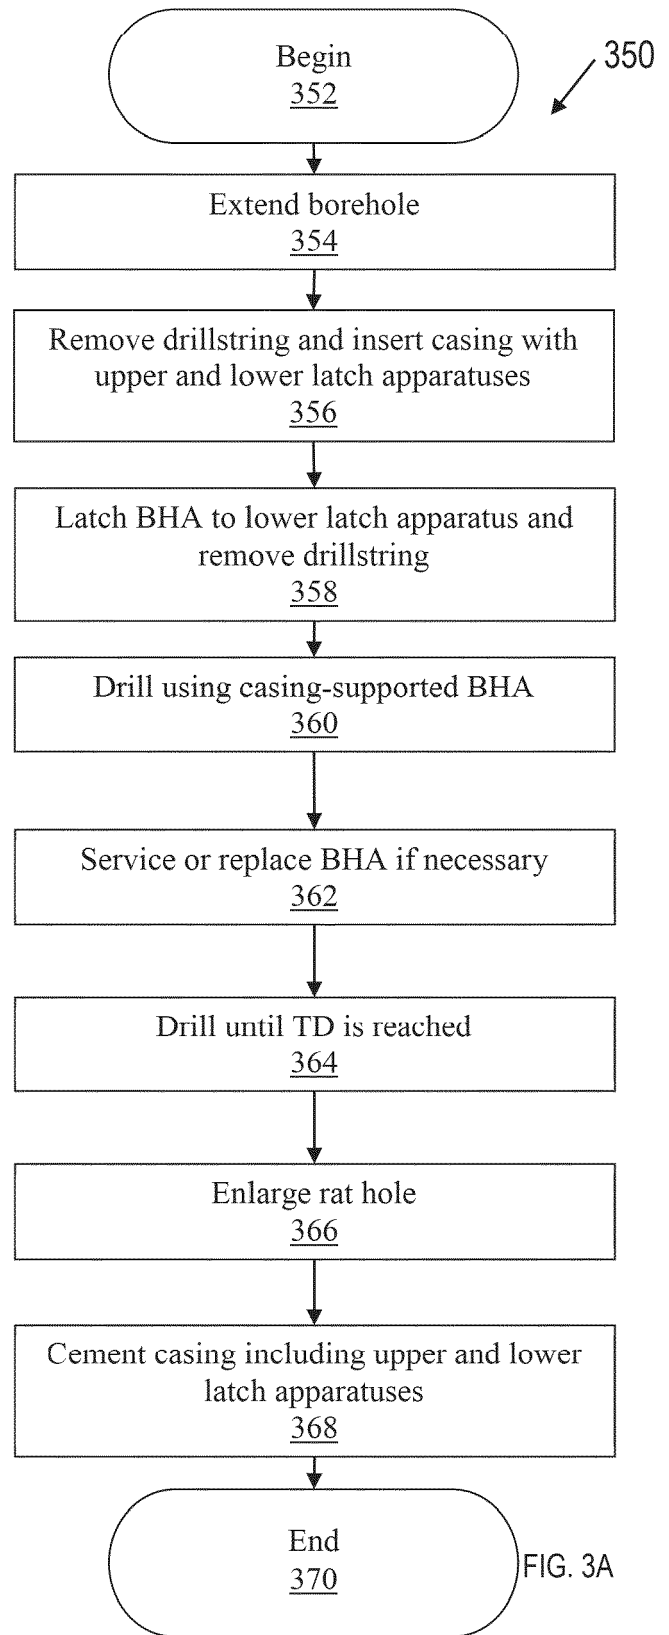 Begin
352
350
Extend borehole
354
Remove drillstring and insert casing with
upper and lower latch apparatuses
356
Latch BHA to lower latch apparatus and
remove drillstring
358
Drill using casing-supported BHA
360
Service or replace BHA if necessary
362
Drill until TD is reached
364
Enlarge rat hole
366
Cement casing including upper and lower
latch apparatuses
368
End
370
FIG. 3A